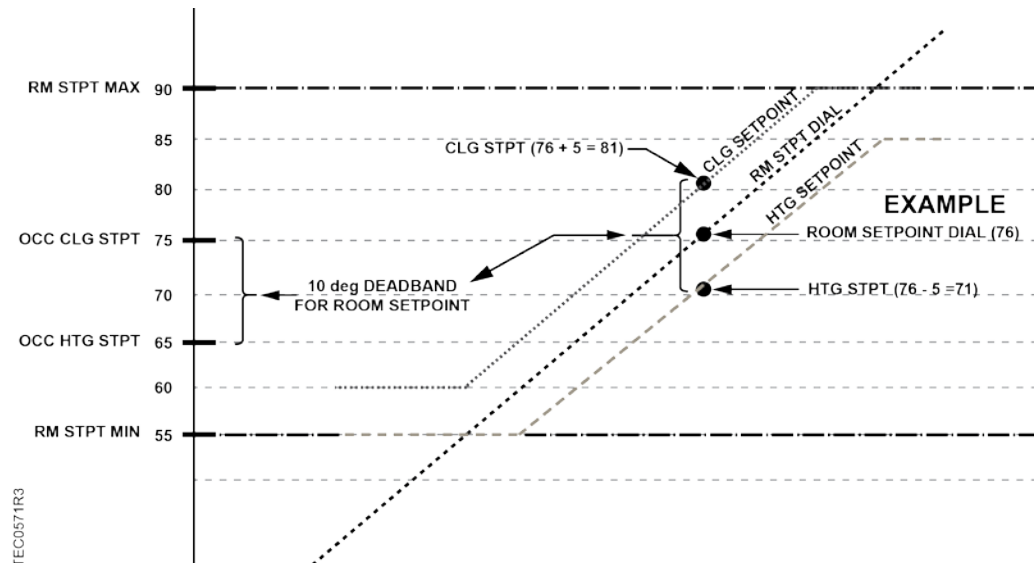 RM STPT MAX 90
85
CLG STPT (76 + 5 = 81)
CLG SETPOINT
RM STPT DIAL
HTG SETPOINT
80
EXAMPLE
OCC CLG STPT 75
ROOM SETPOINT DIAL (76)
10 deg DEADBAND
FOR ROOM SETPOINT
70
HTG STPT (76 - 5 =71)
OCC HTG STPT 65
60
RM STPT MIN 55
TEC0571R3